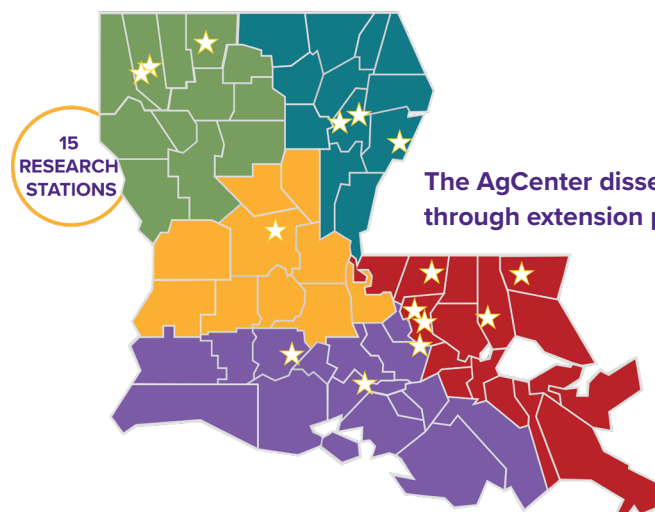 15
RESEARCH
STATIONS
The AgCenter disse
through extension p